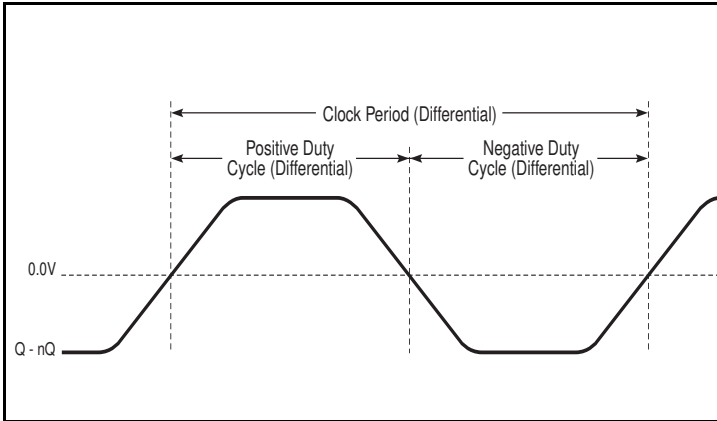 Clock Period (Differential)
Positive Duty
Cycle (Differential)
Negative Duty
Cycle (Differential)
0.0V
Q - nQ